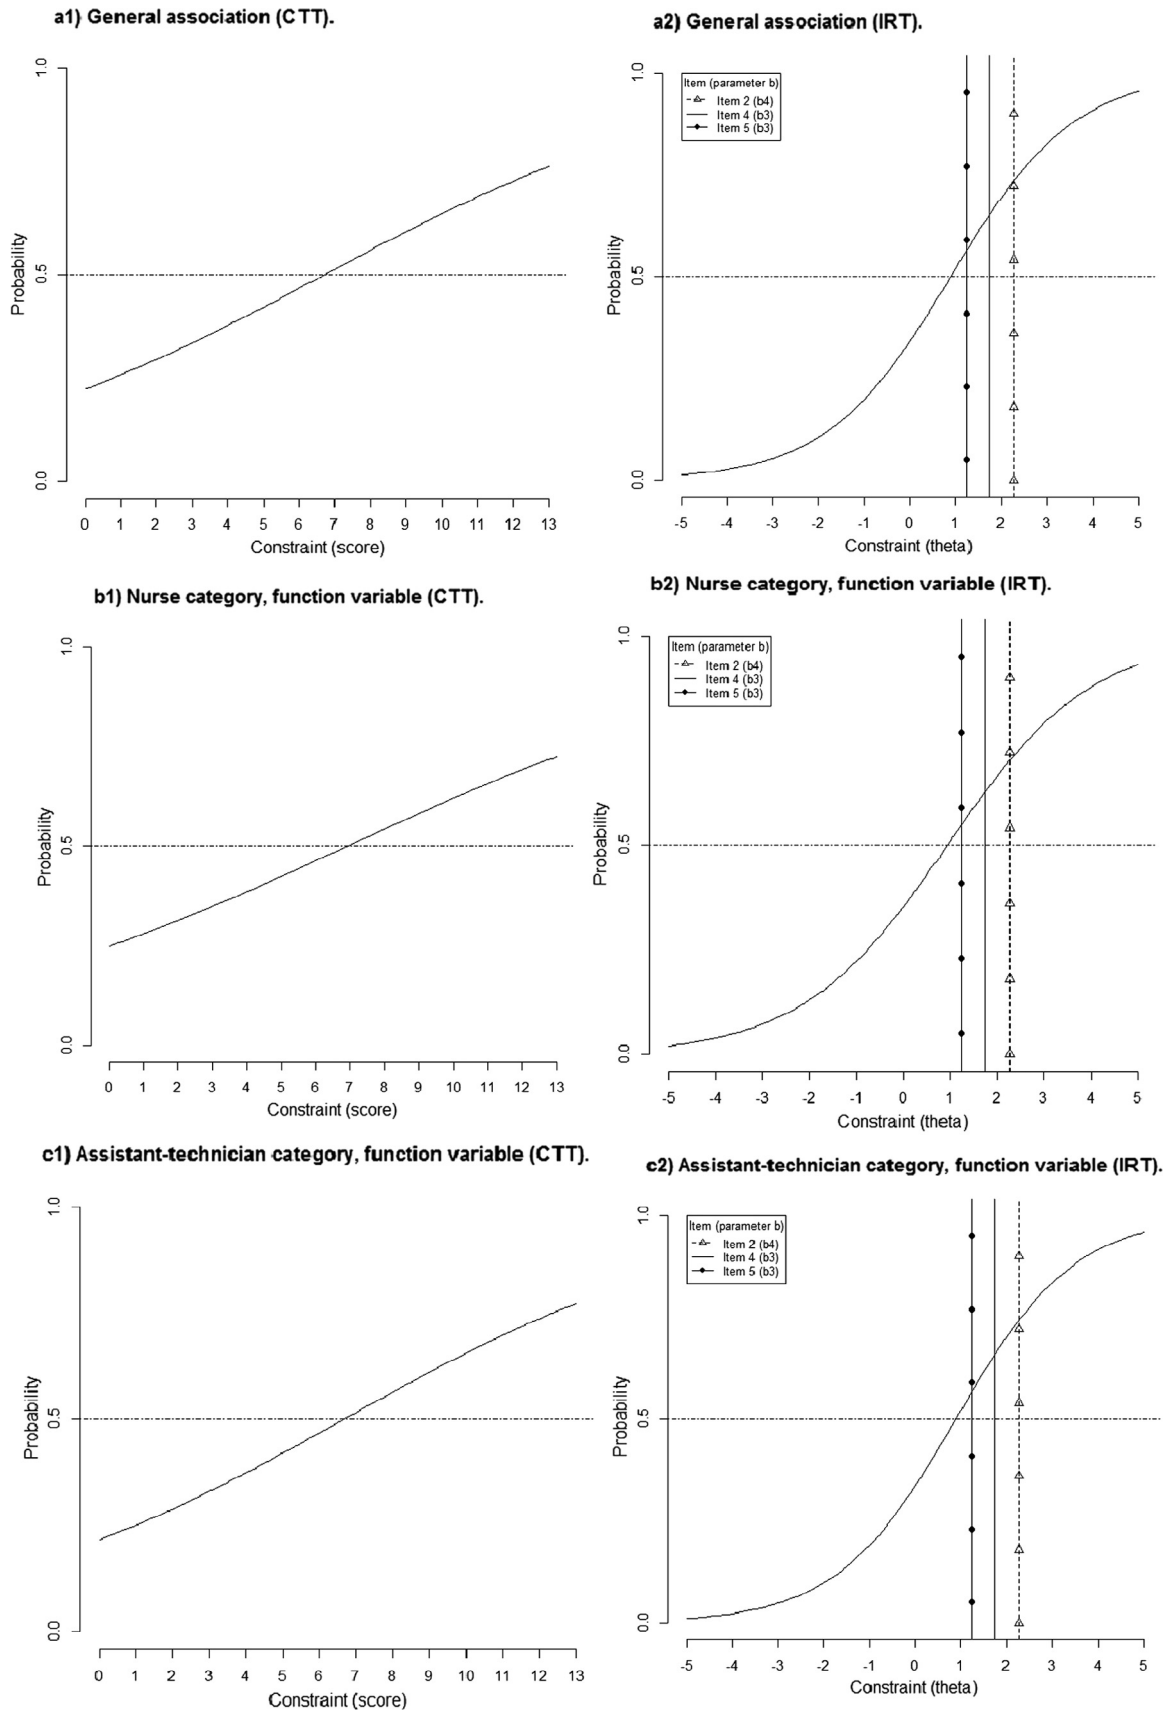 a1) General association (CTT).
1.0
0.5
0.0
Probability
0 1 2 3 4 5 6 7 8 9 10 11 12 13
Constraint (score)
a2) General association (IRT).
Item (parameter b)
Item 2 (b4)
Item 4 (b3)
Item 5 (b3)
1.0
0.5
0.0
Probability
-5 -4 -3 -2 -1 0 1 2 3 4 5
Constraint (theta)
b1) Nurse category, function variable (CTT).
1.0
0.5
0.0
Probability
0 1 2 3 4 5 6 7 8 9 10 11 12 13
Constraint (score)
b2) Nurse category, function variable (IRT).
Item (parameter b)
Item 2 (b4)
Item 4 (b3)
Item 5 (b3)
1.0
0.5
0.0
Probability
-5 -4 -3 -2 -1 0 1 2 3 4 5
Constraint (theta)
c1) Assistant-technician category, function variable (CTT).
1.0
0.5
0.0
Probability
0 1 2 3 4 5 6 7 8 9 10 11 12 13
Constraint (score)
c2) Assistant-technician category, function variable (IRT).
Item (parameter b)
Item 2 (b4)
Item 4 (b3)
Item 5 (b3)
1.0
0.5
0.0
Probability
-5 -4 -3 -2 -1 0 1 2 3 4 5
Constraint (theta)